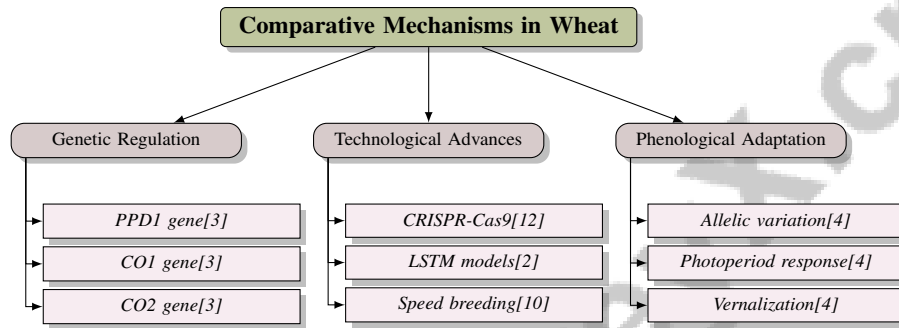 Comparative Mechanisms in Wheat
Genetic Regulation
PPD1 gene[3]
CO1 gene[3]
CO2 gene[3]
Technological Advances
CRISPR-Cas9[12]
LSTM models[2]
Speed breeding[10]
Phenological Adaptation
Allelic variation[4]
Photoperiod response[4]
Vernalization[4]